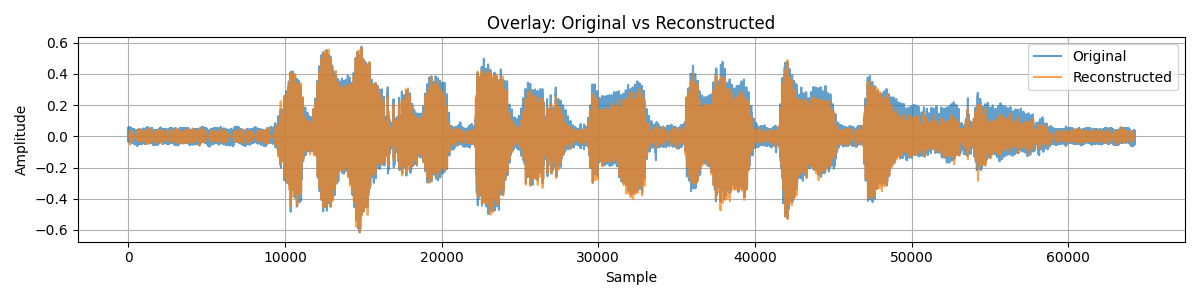 Overlay: Original vs Reconstructed
Original
Reconstructed
Amplitude
0.6
0.4
0.2
0.0
−0.2
−0.4
−0.6
0 10000 20000 30000 40000 50000 60000
Sample